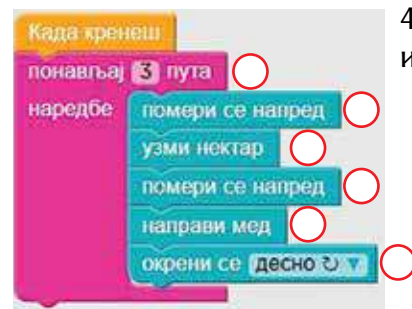 Када кренеш
понављај 3 пута
наредбе
помери се напред
узми нектар
помери се напред
направи мед
окрени се десно ↻ ▼
4
и